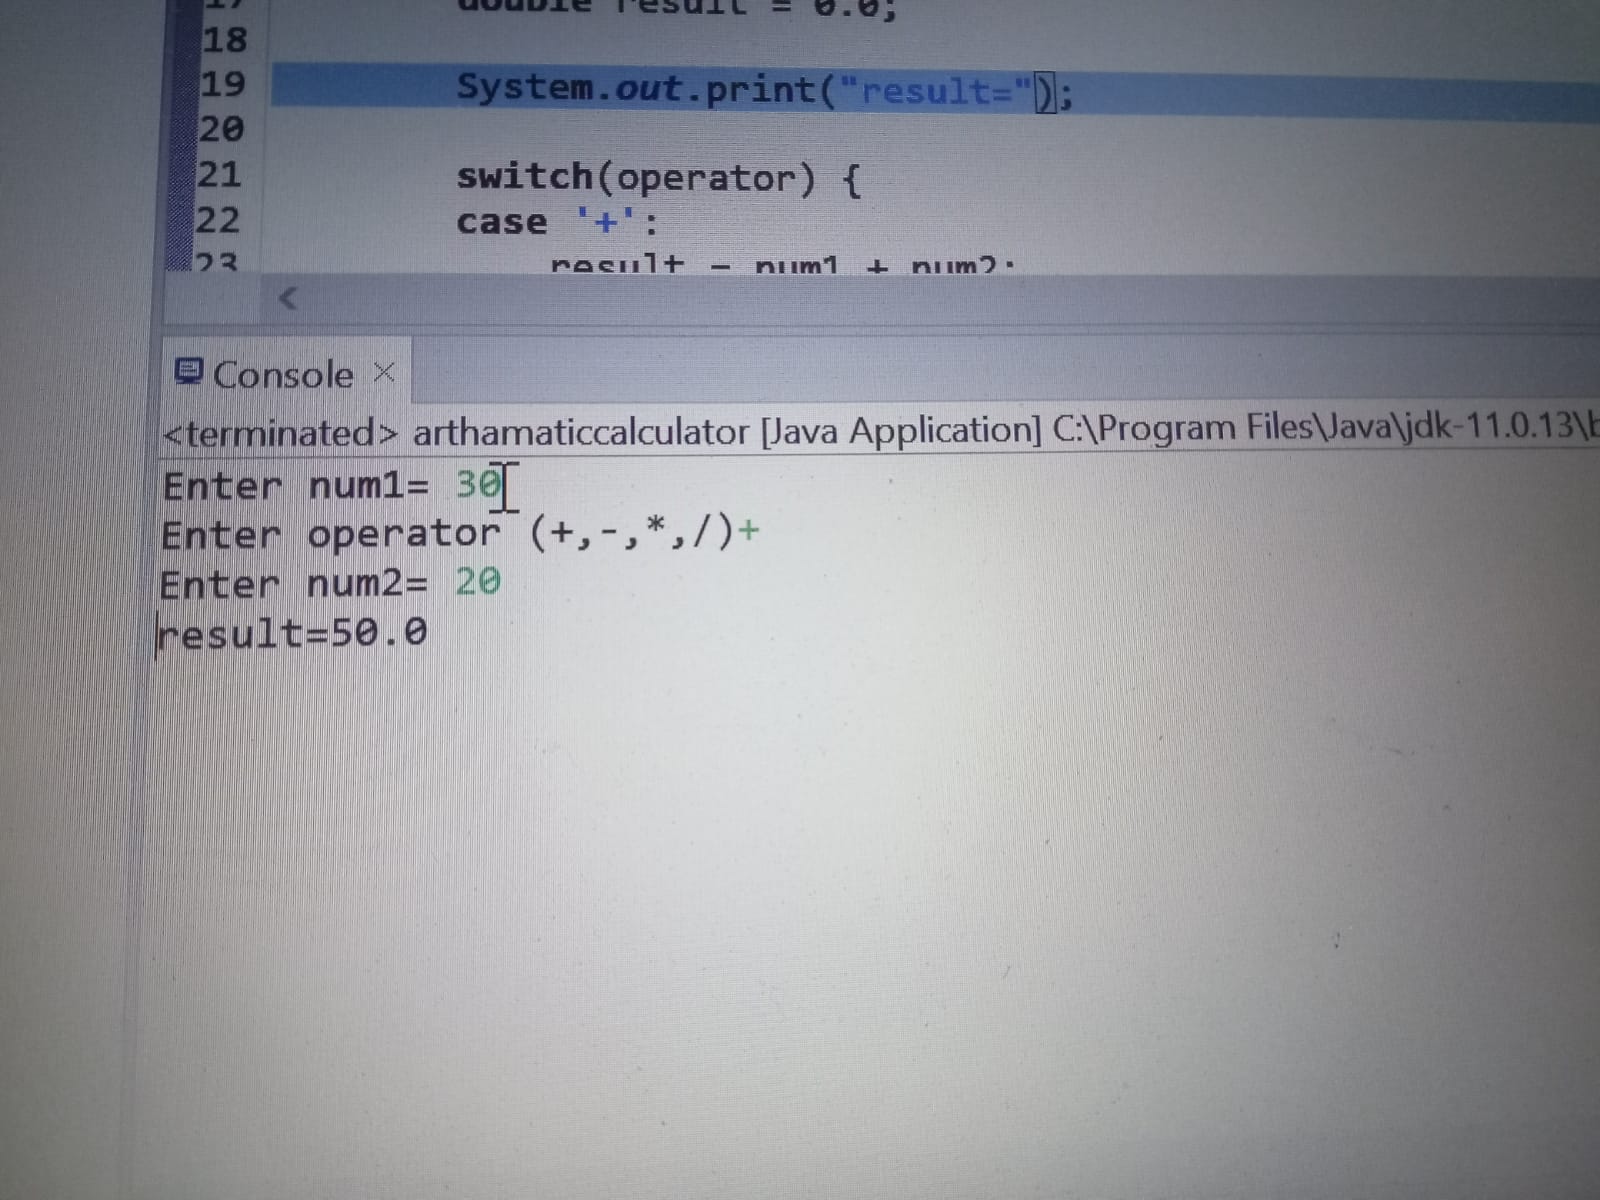 17 double result = 0.0;
18
19 System.out.print("result=");
20
21 switch(operator) {
22 case '+':
23 result = num1 + num2;
Console
<terminated> arthamaticcalculator [Java Application] C:\Program Files\Java\jdk-11.0.13\b
Enter num1= 30
Enter operator (+,-,*,/)+
Enter num2= 20
result=50.0